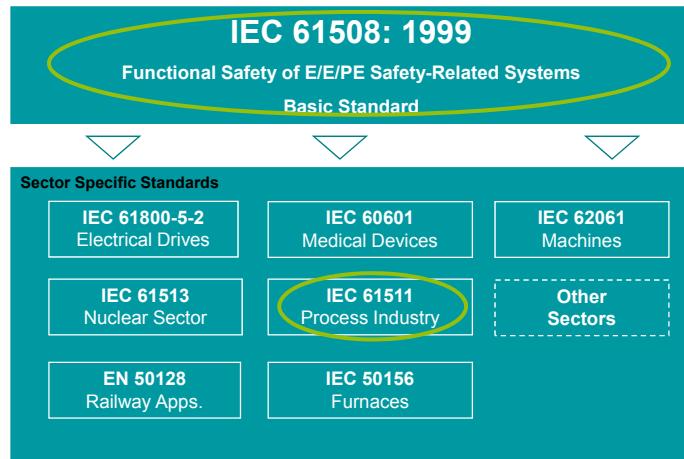 IEC 61508: 1999
Functional Safety of E/E/PE Safety-Related Systems
Basic Standard
Sector Specific Standards
IEC 61800-5-2
Electrical Drives
IEC 60601
Medical Devices
IEC 62061
Machines
IEC 61513
Nuclear Sector
IEC 61511
Process Industry
Other
Sectors
EN 50128
Railway Apps.
IEC 50156
Furnaces